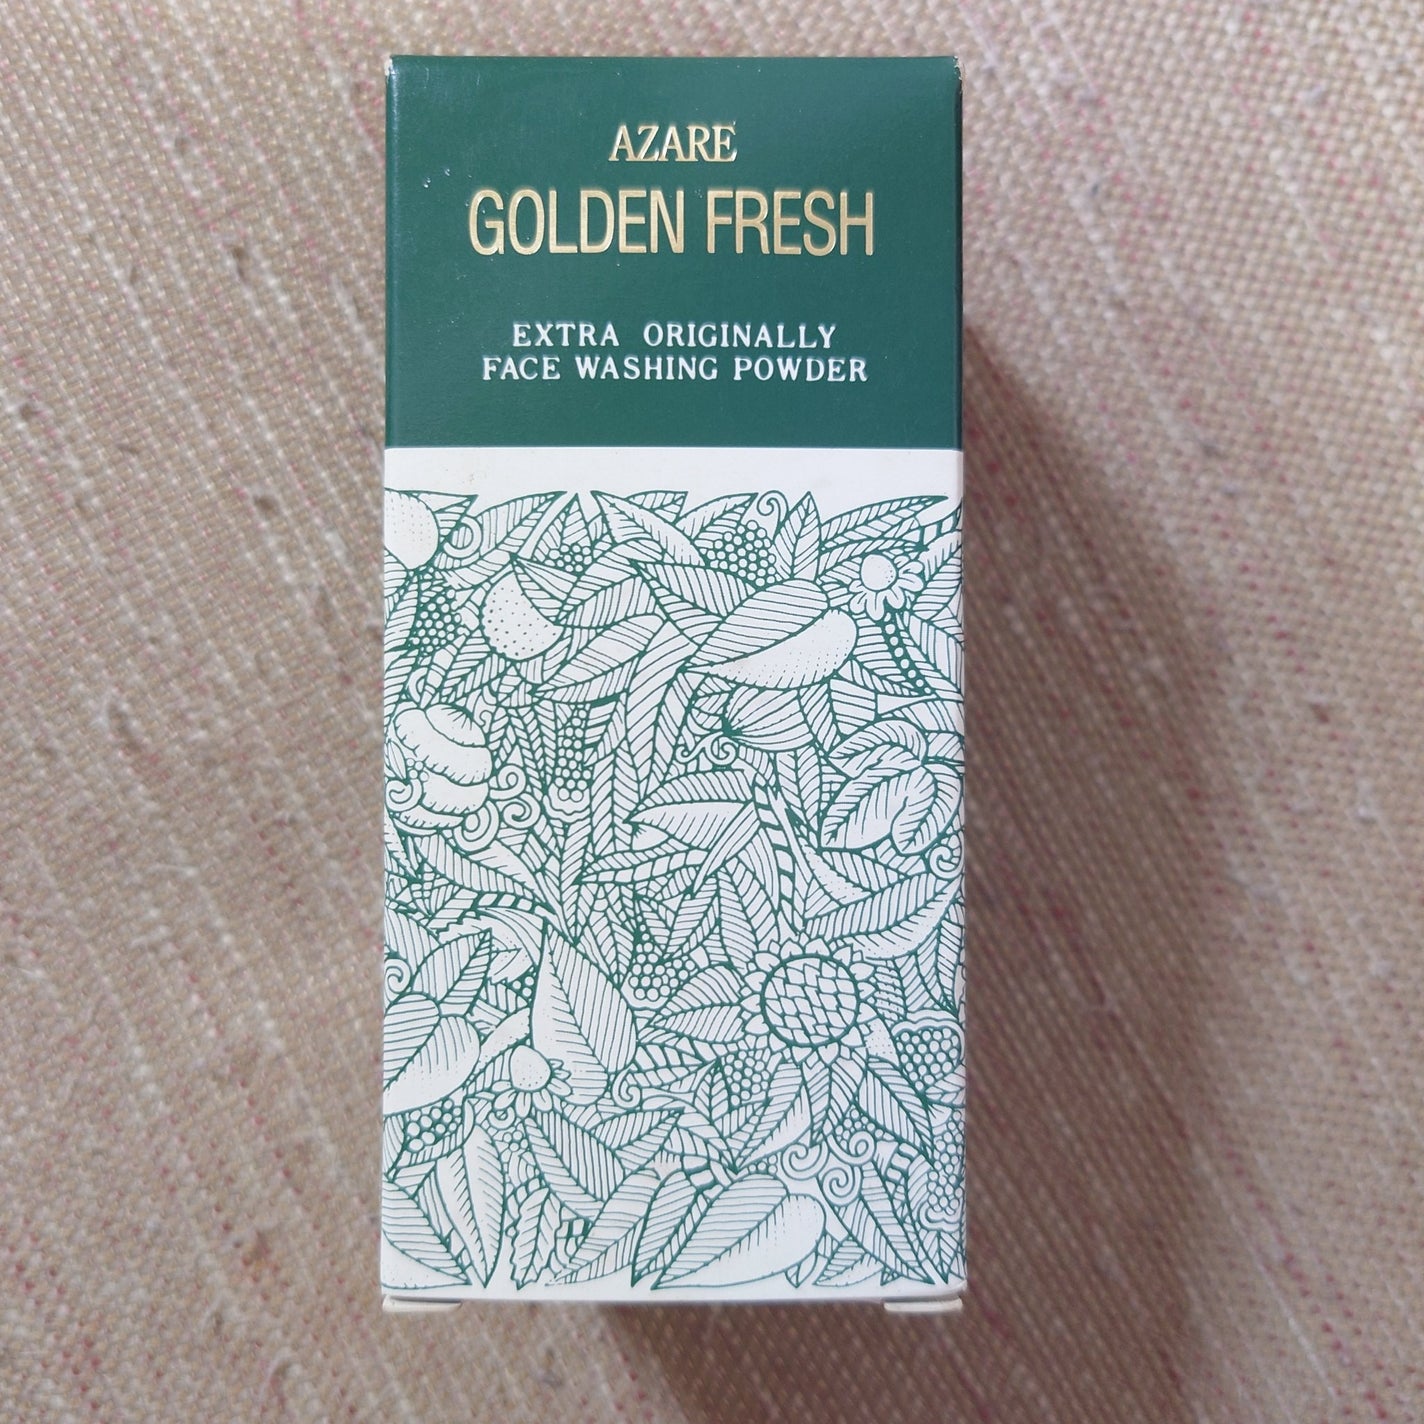 AZARE
GOLDEN FRESH
EXTRA ORIGINALLY
FACE WASHING POWDER